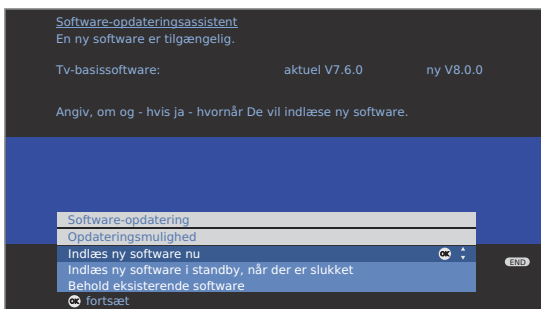 Software-opdateringsassistent
En ny software er tilgængelig.
Tv-basissoftware: aktuel V7.6.0 ny V8.0.0
Angiv, om og - hvis ja - hvornår De vil indlæse ny software.
Software-opdatering
Opdateringsmulighed
Indlæs ny software nu OK
Indlæs ny software i standby, når der er slukket
END
Behold eksisterende software
OK fortsæt